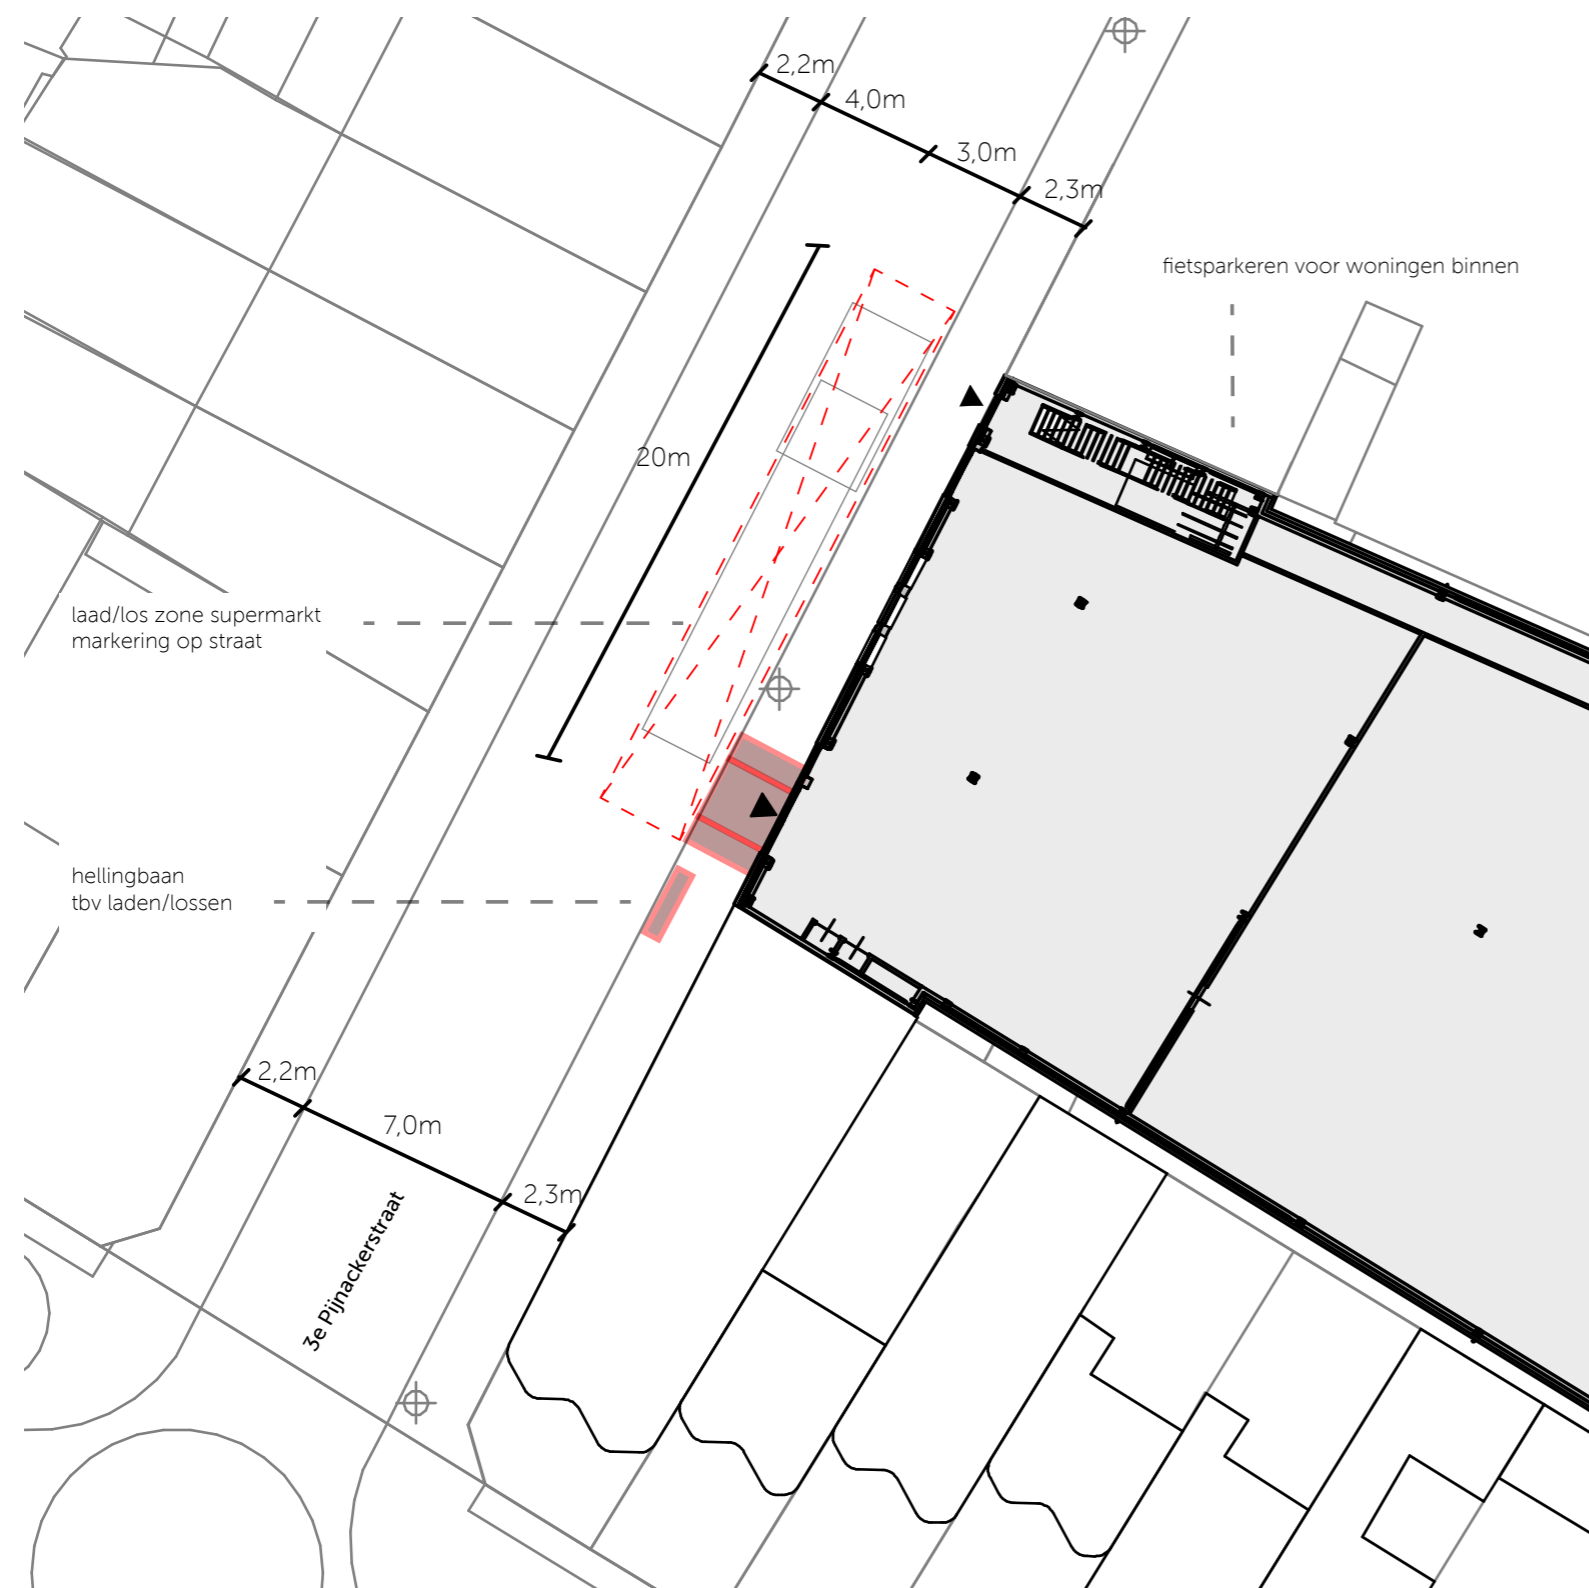 2,2m
4,0m
3,0m
2,3m
fietsparkeren voor woningen binnen
20m
laad/los zone supermarkt
markering op straat
hellingbaan
tbv laden/lossen
2,2m
7,0m
2,3m
3e Pijnackerstraat